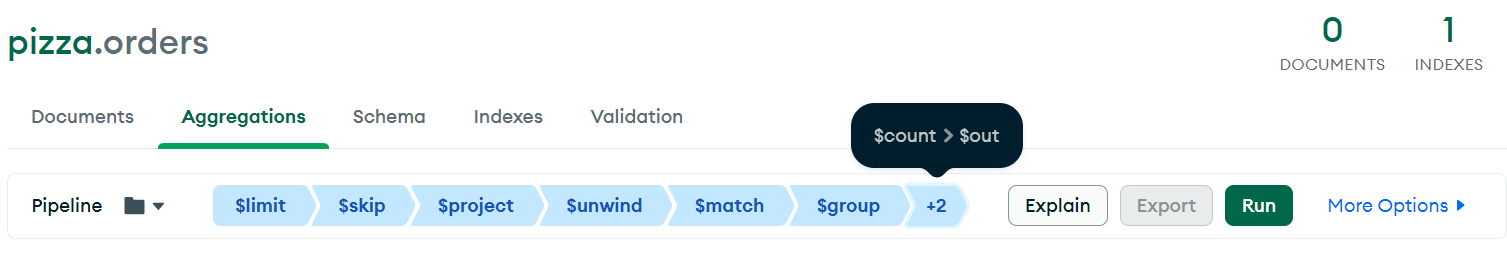 pizza.orders
0
DOCUMENTS
1
INDEXES
Documents Aggregations Schema Indexes Validation
$count > $out
Pipeline $limit $skip $project $unwind $match $group +2 Explain Export Run More Options